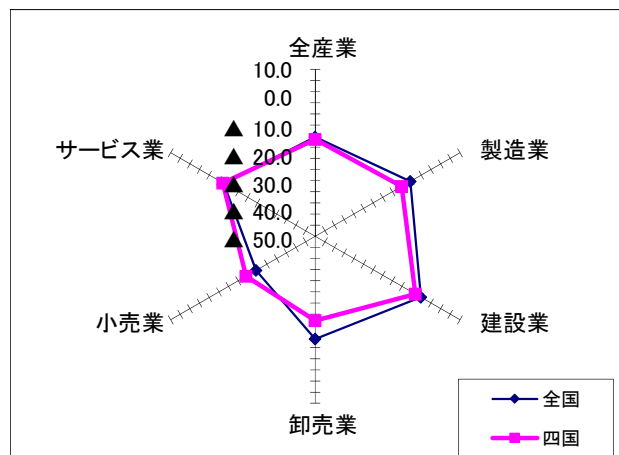 全産業
10.0
0.0
▲ 10.0
▲ 20.0
▲ 30.0
▲ 40.0
▲ 50.0
サービス業
製造業
小売業
建設業
卸売業
全国
四国